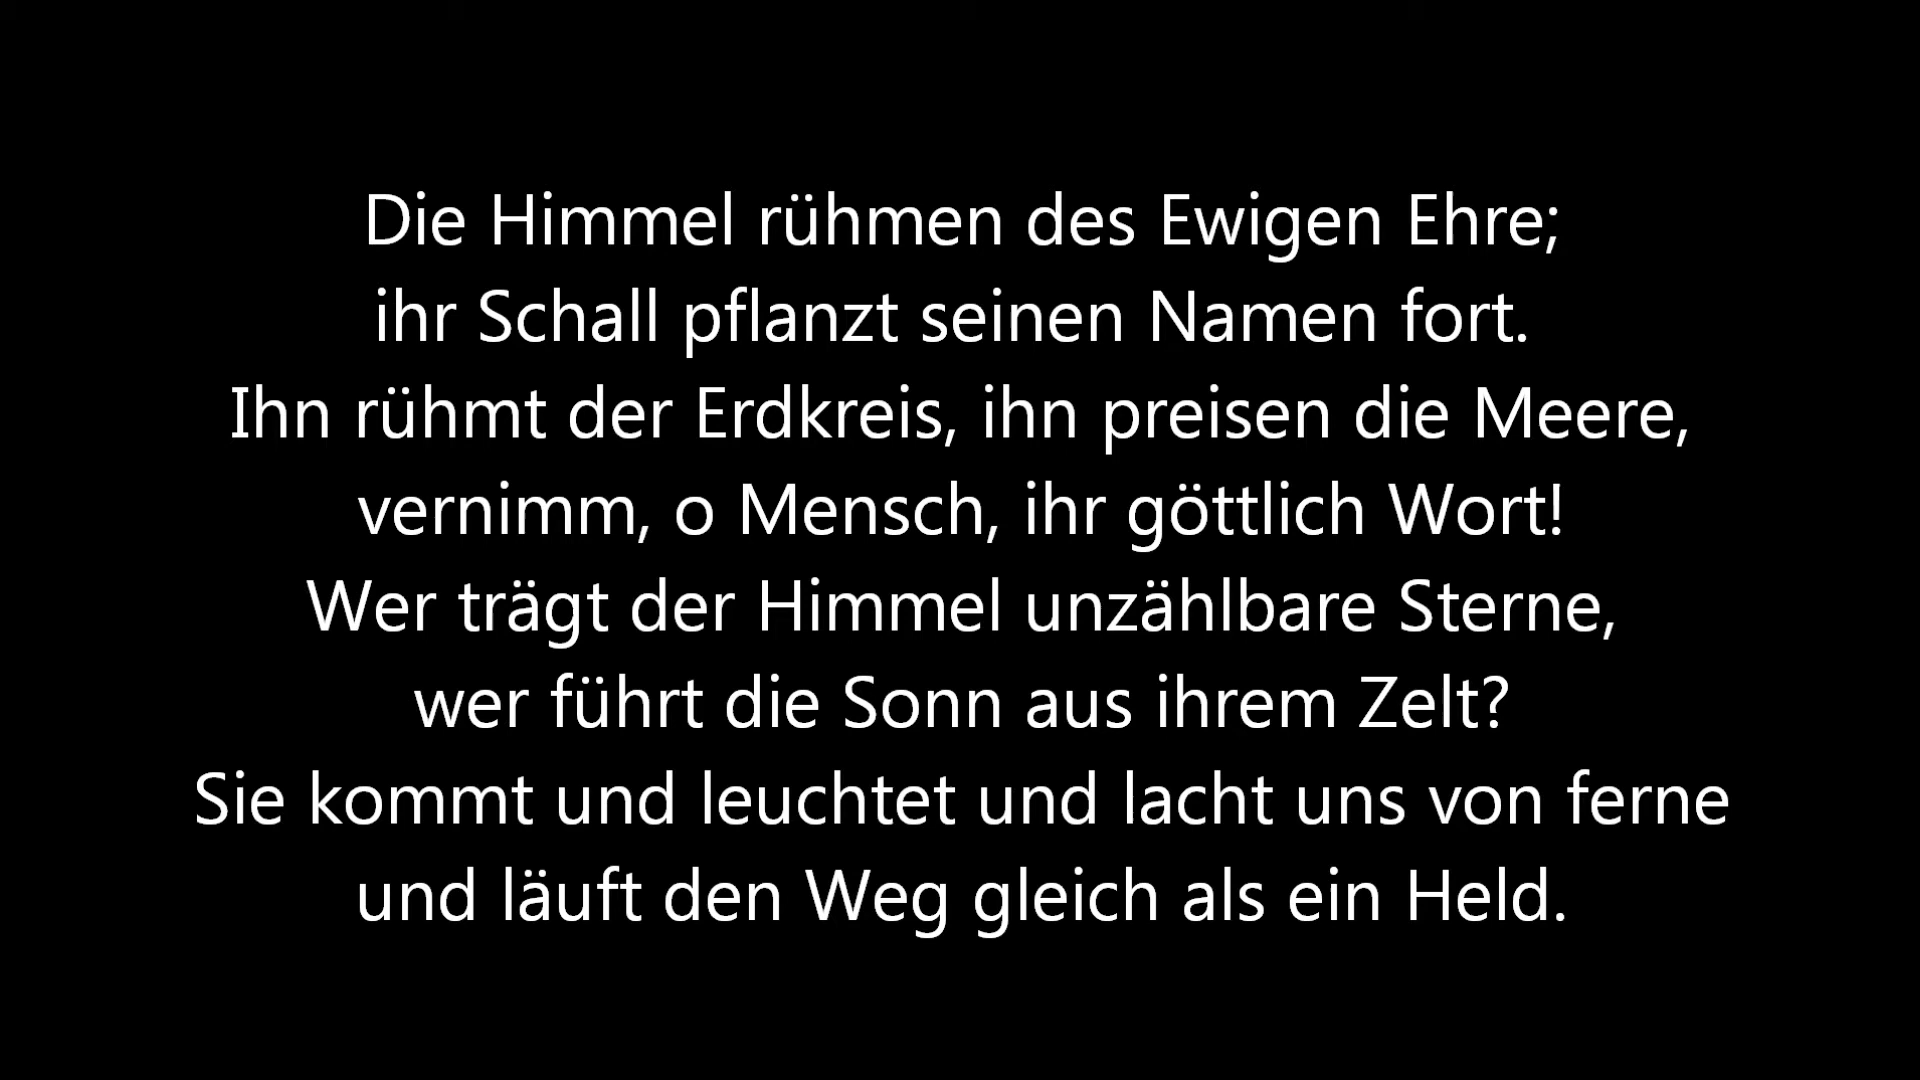 Die Himmel rühmen des Ewigen Ehre;
ihr Schall pflanzt seinen Namen fort.
Ihn rühmt der Erdkreis, ihn preisen die Meere,
vernimm, o Mensch, ihr göttlich Wort!
Wer trägt der Himmel unzählbare Sterne,
wer führt die Sonn aus ihrem Zelt?
Sie kommt und leuchtet und lacht uns von ferne
und läuft den Weg gleich als ein Held.